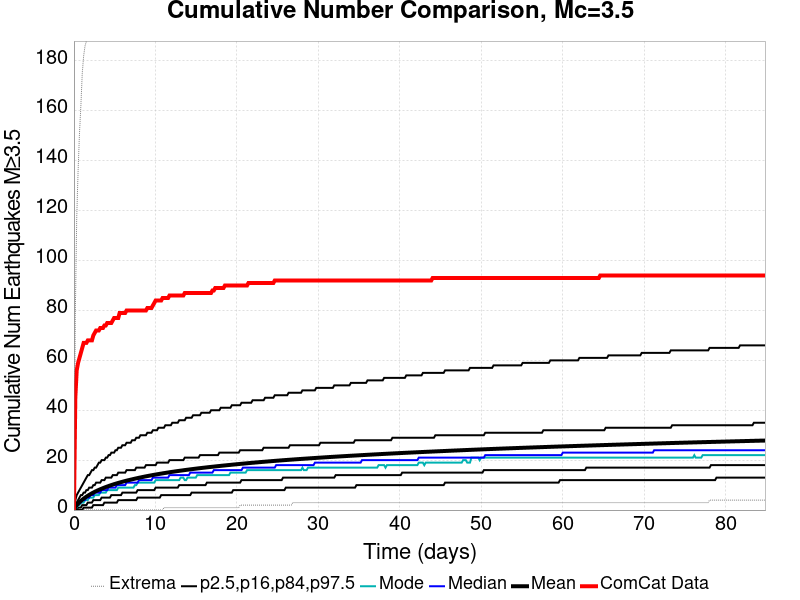 Cumulative Number Comparison, Mc=3.5
Cumulative Num Earthquakes M≥3.5
180
160
140
120
100
80
60
40
20
0
0 10 20 30 40 50 60 70 80
Time (days)
Extrema p2.5,p16,p84,p97.5 Mode Median Mean ComCat Data